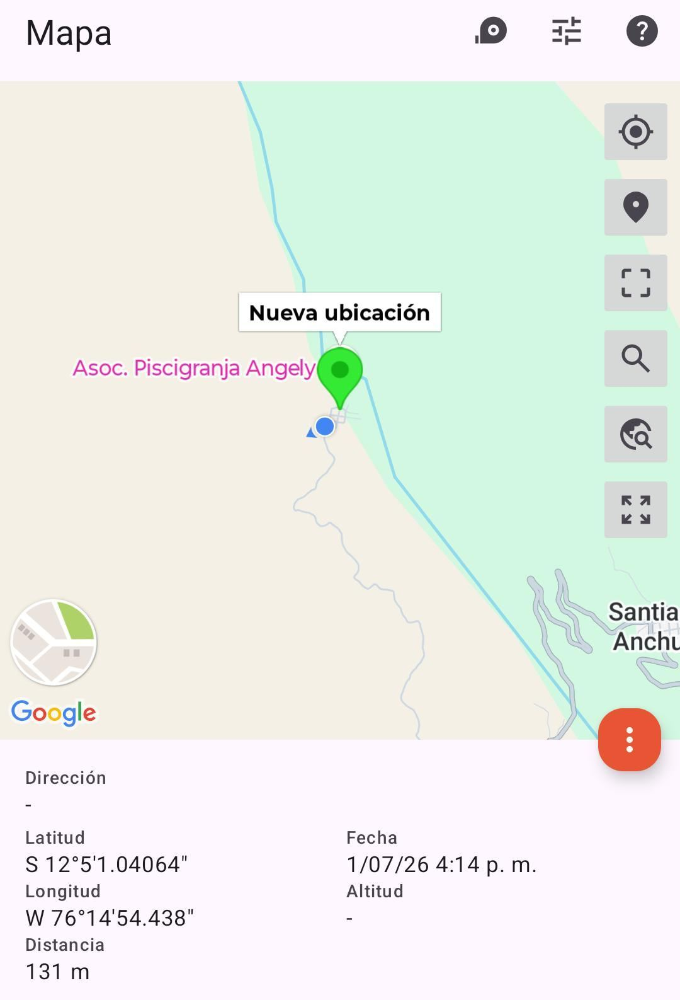 Mapa
Nueva ubicación
Asoc. Piscigranja Angely
Santia
Anchu
Google
Dirección
-
Latitud
S 12°5'1.04064"
Fecha
1/07/26 4:14 p. m.
Longitud
W 76°14'54.438"
Altitud
-
Distancia
131 m